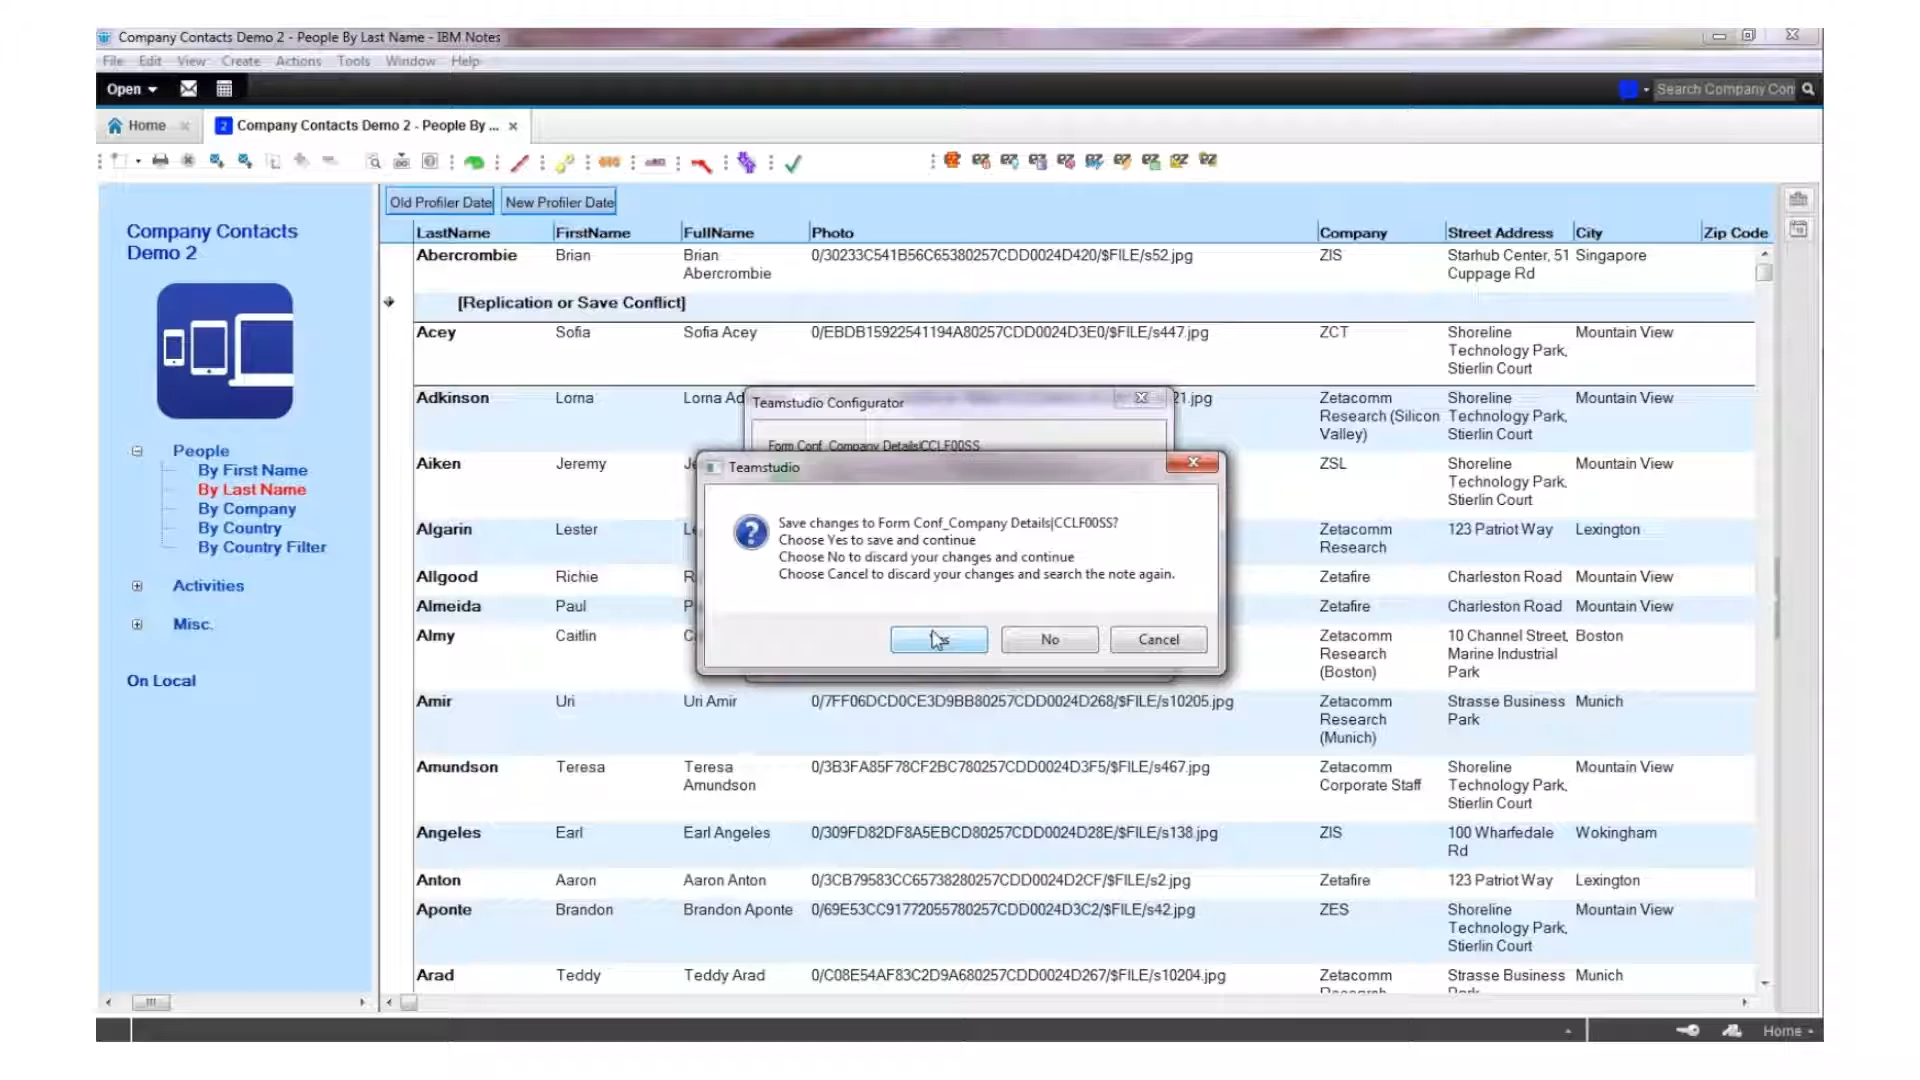 Company Contacts Demo 2 - People By Last Name - IBM Notes
File Edit View Create Actions Tools Window Help
Open
Search Company Con
Home
2 Company Contacts Demo 2 - People By ...
Old Profiler Date New Profiler Date
Company Contacts
Demo 2
People
By First Name
By Last Name
By Company
By Country
By Country Filter
Activities
Misc.
On Local
LastName FirstName FullName Photo Company Street Address City Zip Code
Abercrombie Brian Brian 0/30233C541B56C65380257CDD0024D420/$FILE/s52.jpg ZIS Starhub Center, 51 Singapore
Abercrombie Cuppage Rd
[Replication or Save Conflict]
Acey Sofia Sofia Acey 0/EBDB15922541194A80257CDD0024D3E0/$FILE/s447.jpg ZCT Shoreline Mountain View
Technology Park,
Stierlin Court
Adkinson Lorna Lorna Ad 21.jpg Zetacomm Shoreline Mountain View
Research (Silicon Technology Park,
Valley) Stierlin Court
Aiken Jeremy Je ZSL Shoreline Mountain View
Technology Park,
Stierlin Court
Algarin Lester Le Zetacomm 123 Patriot Way Lexington
Research
Allgood Richie R Zetafire Charleston Road Mountain View
Almeida Paul P Zetafire Charleston Road Mountain View
Almy Caitlin C Zetacomm 10 Channel Street, Boston
Research Marine Industrial
(Boston) Park
Amir Uri Uri Amir 0/7FF06DCD0CE3D9BB80257CDD0024D268/$FILE/s10205.jpg Zetacomm Strasse Business Munich
Research Park
(Munich)
Amundson Teresa Teresa 0/3B3FA85F78CF2BC780257CDD0024D3F5/$FILE/s467.jpg Zetacomm Shoreline Mountain View
Amundson Corporate Staff Technology Park,
Stierlin Court
Angeles Earl Earl Angeles 0/309FD82DF8A5EBCD80257CDD0024D28E/$FILE/s138.jpg ZIS 100 Wharfedale Wokingham
Rd
Anton Aaron Aaron Anton 0/3CB79583CC65738280257CDD0024D2CF/$FILE/s2.jpg Zetafire 123 Patriot Way Lexington
Aponte Brandon Brandon Aponte 0/69E53CC91772055780257CDD0024D3C2/$FILE/s42.jpg ZES Shoreline Mountain View
Technology Park,
Stierlin Court
Arad Teddy Teddy Arad 0/C08E54AF83C2D9A680257CDD0024D267/$FILE/s10204.jpg Zetacomm Strasse Business Munich
Teamstudio Configurator
Form Conf_Company Details|CCLF00SS
Teamstudio
Save changes to Form Conf_Company Details|CCLF00SS?
Choose Yes to save and continue
Choose No to discard your changes and continue
Choose Cancel to discard your changes and search the note again.
No Cancel
Home